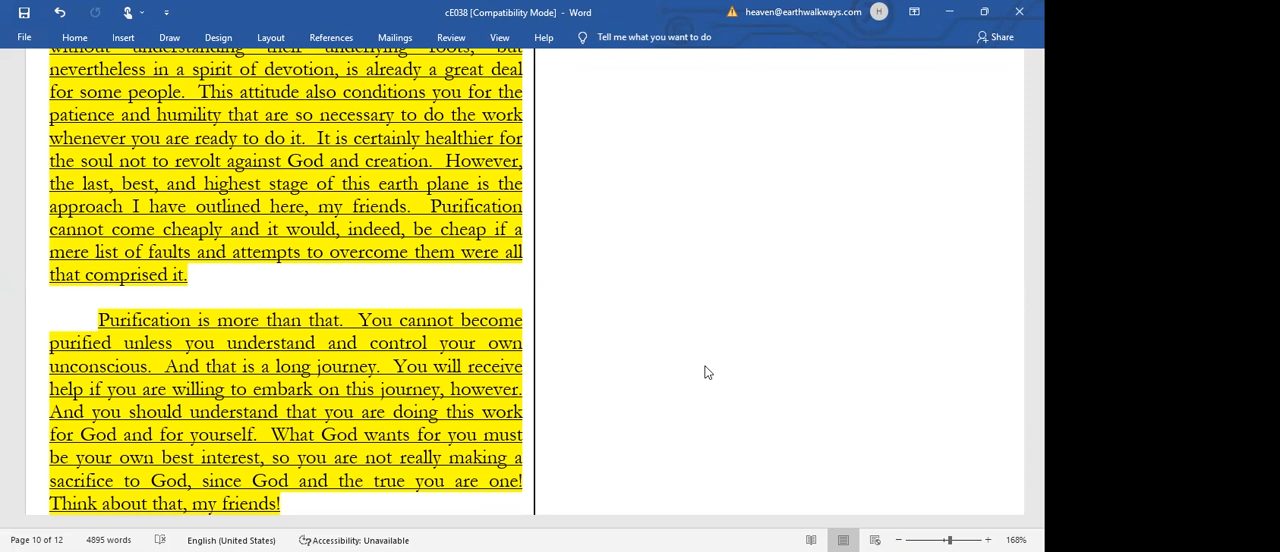 cE038 [Compatibility Mode] - Word
heaven@earthwalkways.com
H
File Home Insert Draw Design Layout References Mailings Review View Help Tell me what you want to do Share
without understanding their underlying roots, but
nevertheless in a spirit of devotion, is already a great deal
for some people. This attitude also conditions you for the
patience and humility that are so necessary to do the work
whenever you are ready to do it. It is certainly healthier for
the soul not to revolt against God and creation. However,
the last, best, and highest stage of this earth plane is the
approach I have outlined here, my friends. Purification
cannot come cheaply and it would, indeed, be cheap if a
mere list of faults and attempts to overcome them were all
that comprised it.
Purification is more than that. You cannot become
purified unless you understand and control your own
unconscious. And that is a long journey. You will receive
help if you are willing to embark on this journey, however.
And you should understand that you are doing this work
for God and for yourself. What God wants for you must
be your own best interest, so you are not really making a
sacrifice to God, since God and the true you are one!
Think about that, my friends!
Page 10 of 12 4895 words English (United States) Accessibility: Unavailable 168%